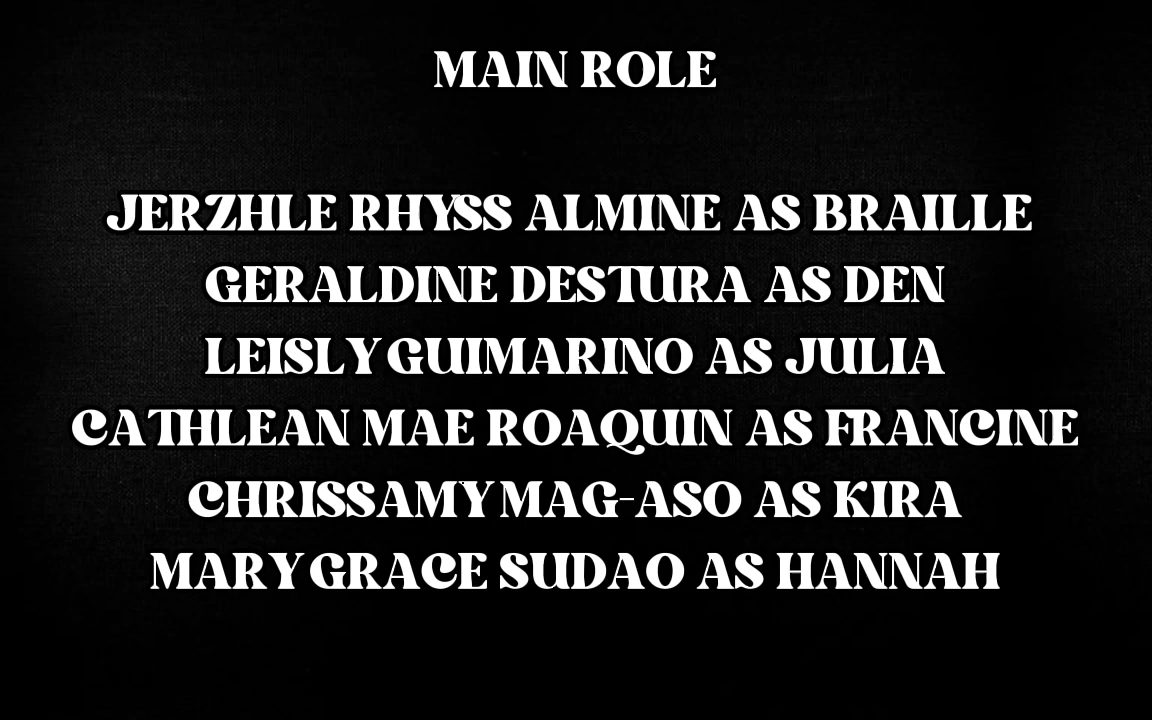 MAIN ROLE
JERZHLE RHYSS ALMINE AS BRAILLE
GERALDINE DESTURA AS DEN
LEISLY GUIMARINO AS JULIA
CATHLEAN MAE ROAQUIN AS FRANCINE
CHRISSAMY MAG-ASO AS KIRA
MARY GRACE SUDAO AS HANNAH